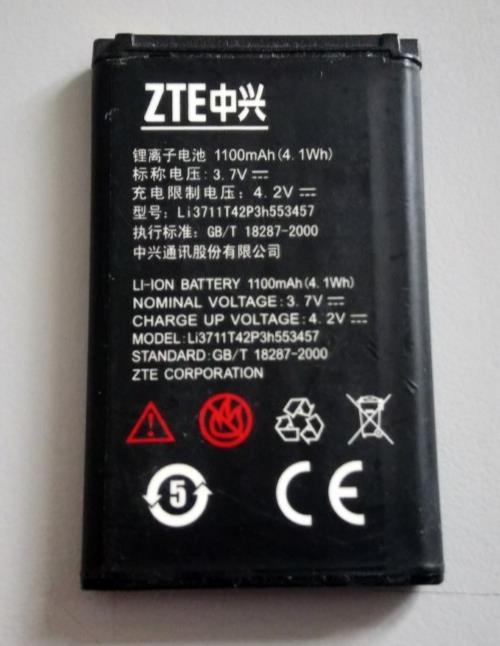 ZTE中兴
锂离子电池 1100mAh(4.1Wh)
标称电压: 3.7V⎓
充电限制电压: 4.2V⎓
型号: Li3711T42P3h553457
执行标准: GB/T 18287-2000
中兴通讯股份有限公司
LI-ION BATTERY 1100mAh(4.1Wh)
NOMINAL VOLTAGE:3.7V⎓
CHARGE UP VOLTAGE:4.2V⎓
MODEL:Li3711T42P3h553457
STANDARD:GB/T 18287-2000
ZTE CORPORATION
5 CE